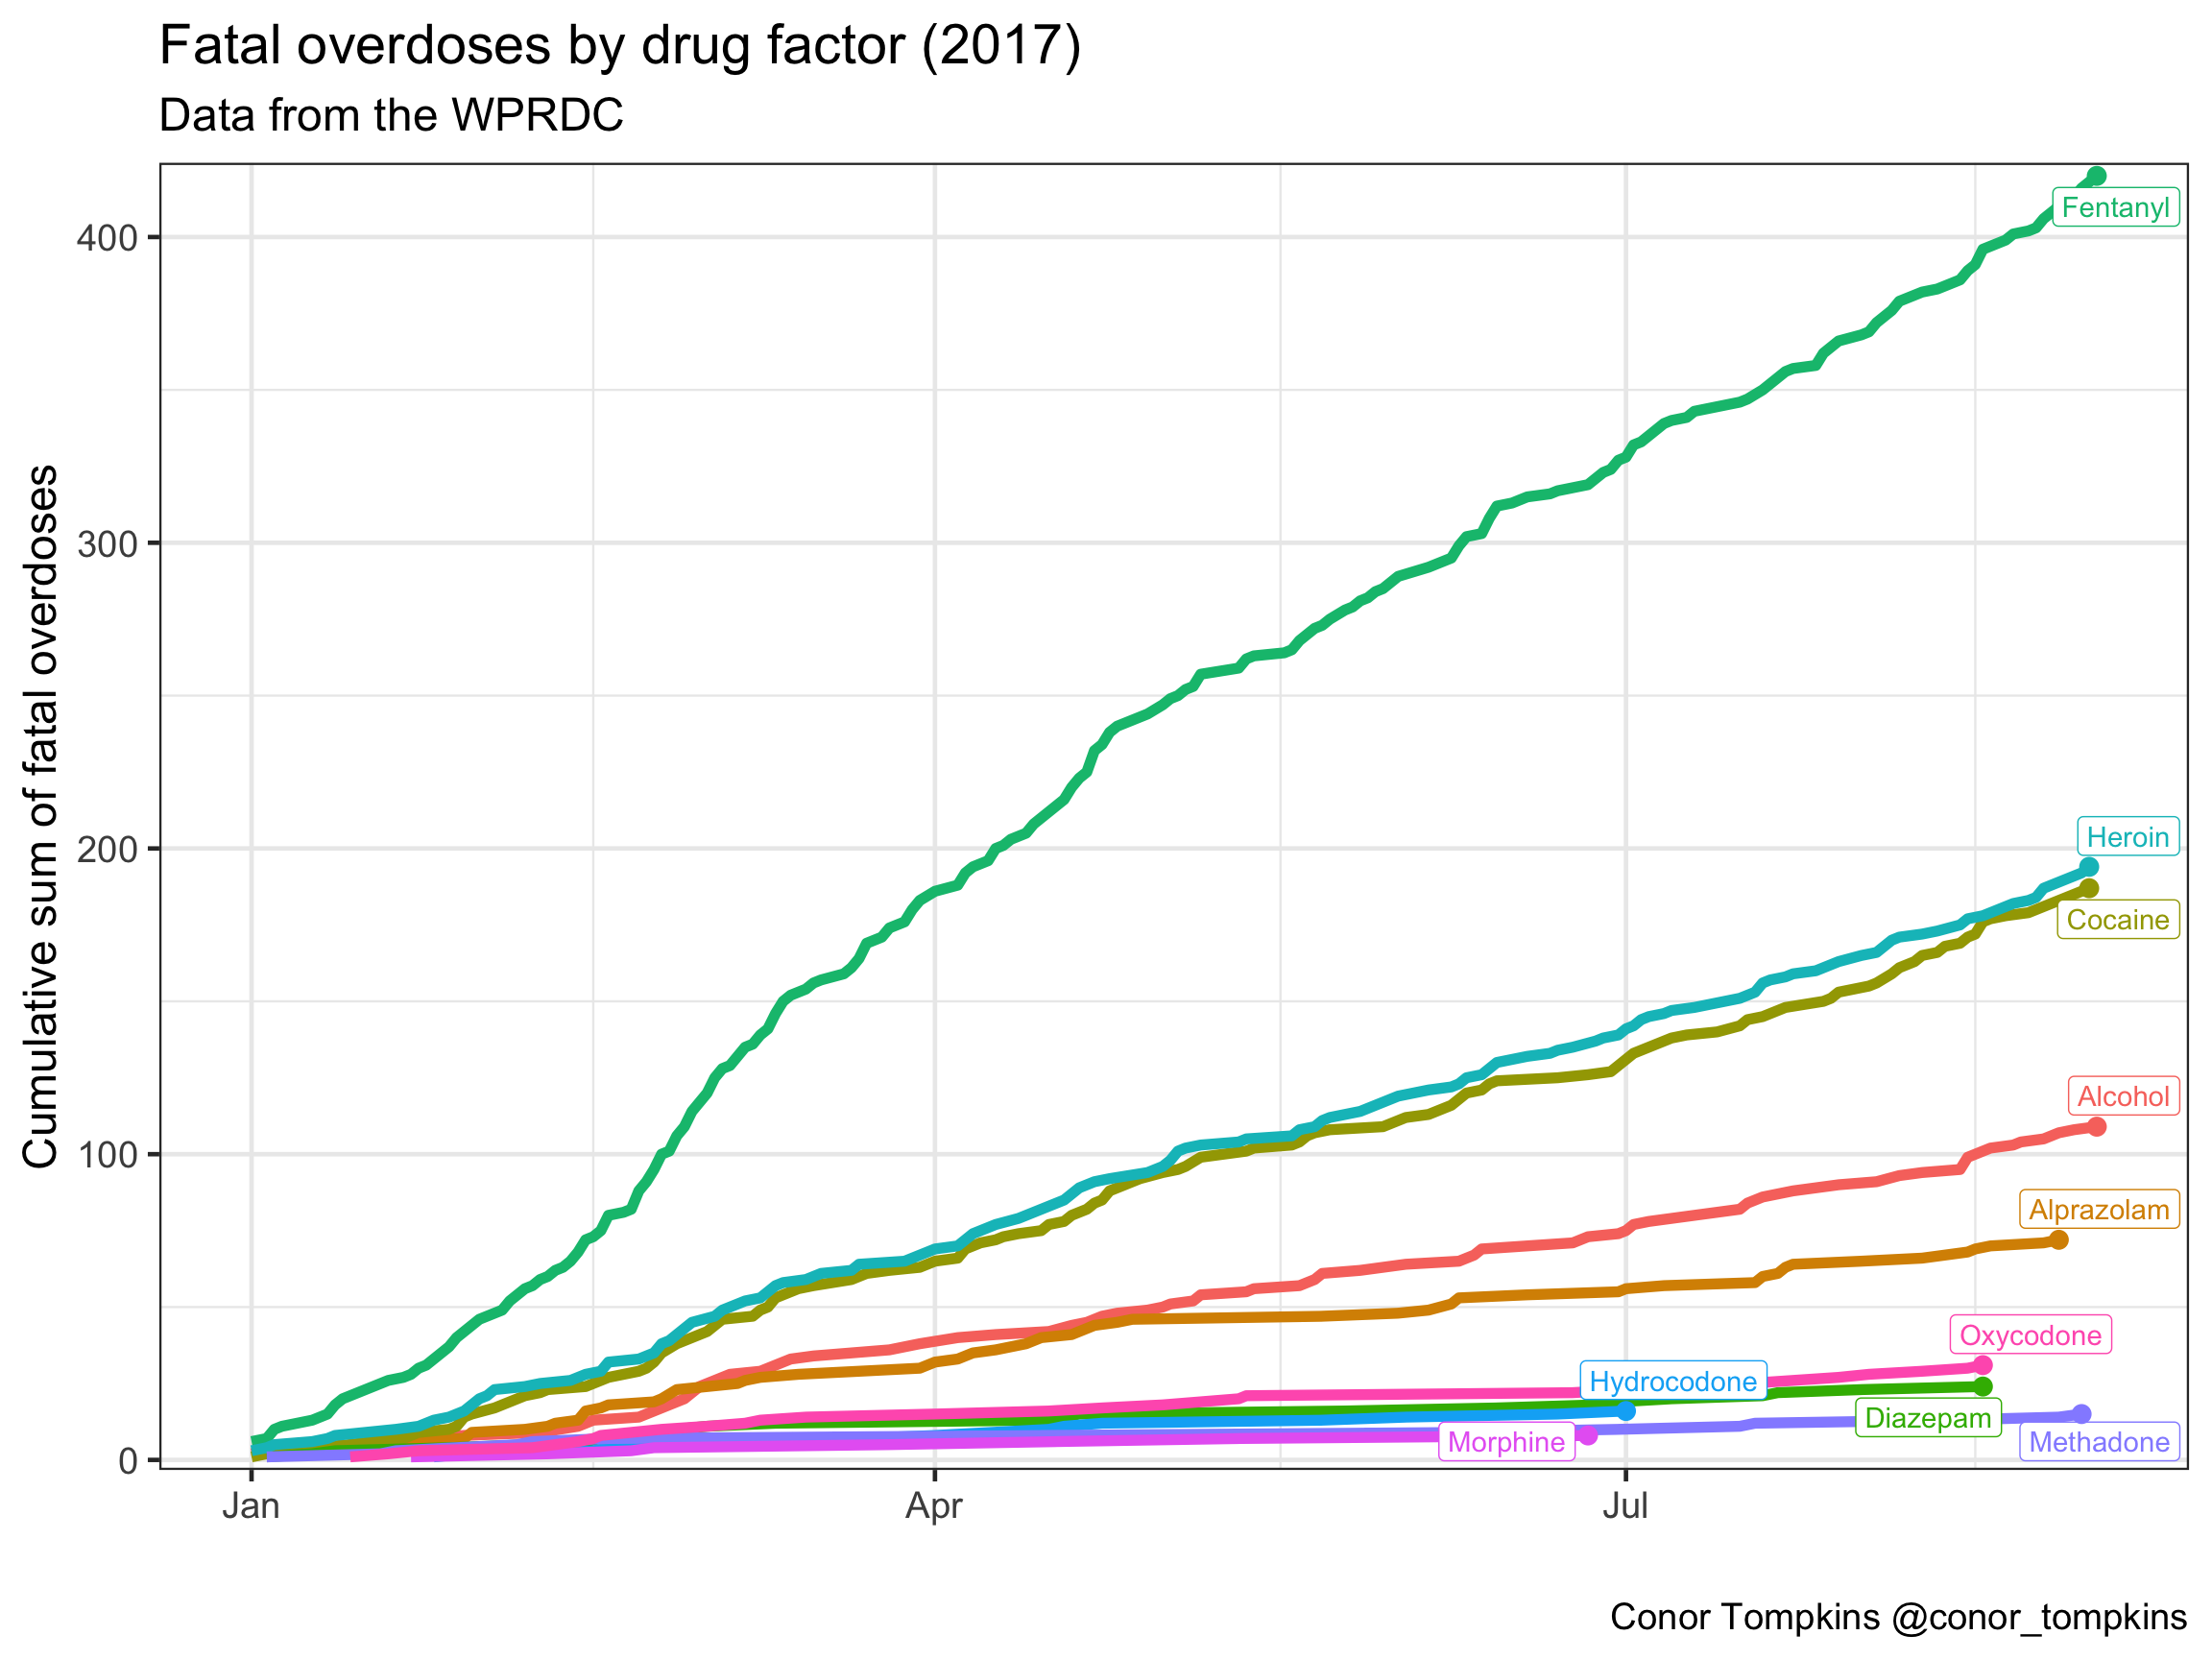 Fatal overdoses by drug factor (2017)
Data from the WPRDC
Cumulative sum of fatal overdoses
400
300
200
100
0
Fentanyl
Heroin
Cocaine
Alcohol
Alprazolam
Oxycodone
Hydrocodone
Diazepam
Morphine
Methadone
Jan
Apr
Jul
Conor Tompkins @conor_tompkins